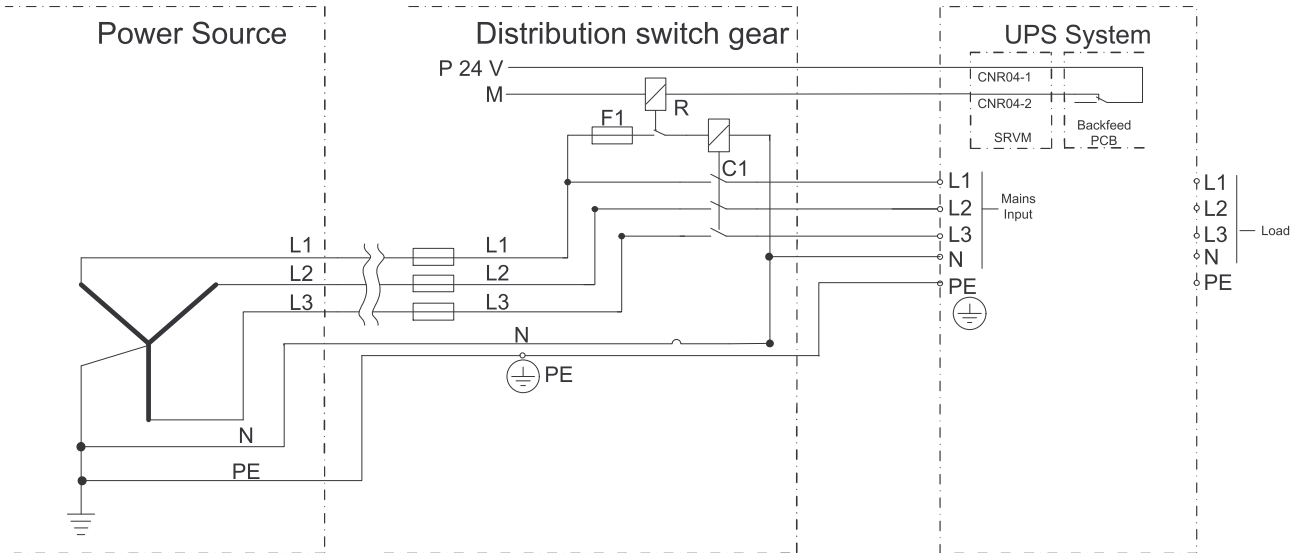 Power Source
Distribution switch gear
UPS System
P 24 V
M
R
F1
C1
CNR04-1
CNR04-2
SRVM
Backfeed
PCB
L1
L2
L3
N
PE
Mains
Input
L1
L2
L3
N
PE
Load
L1
L2
L3
L1
L2
L3
N
PE
N
PE